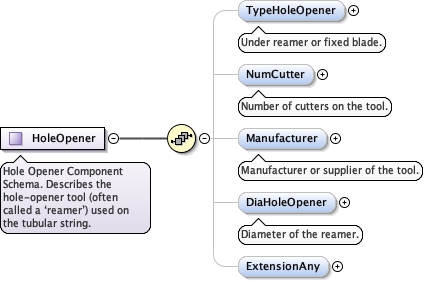 TypeHoleOpener
Under reamer or fixed blade.
NumCutter
Number of cutters on the tool.
HoleOpener
Hole Opener Component
Schema. Describes the
hole-opener tool (often
called a ‘reamer’) used on
the tubular string.
Manufacturer
Manufacturer or supplier of the tool.
DiaHoleOpener
Diameter of the reamer.
ExtensionAny